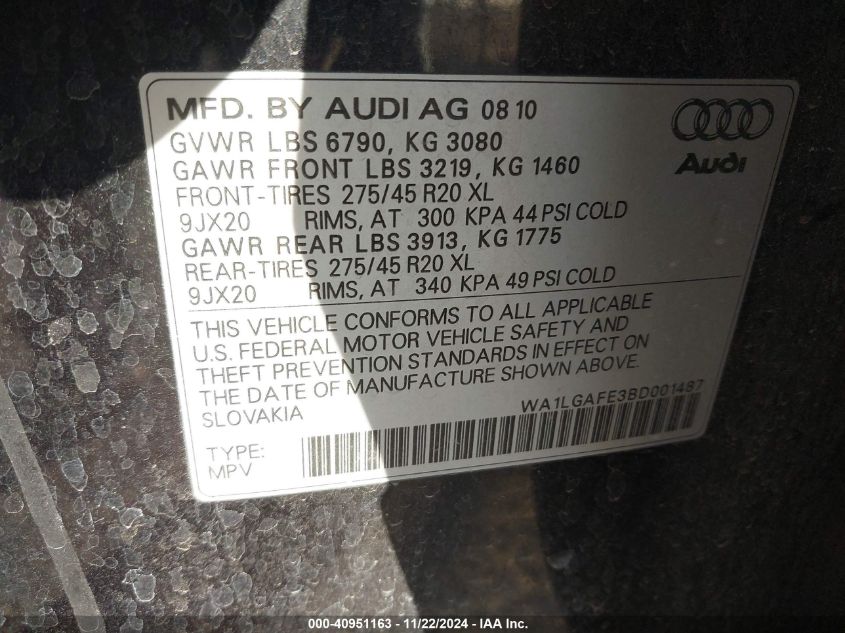 MFD. BY AUDI AG 08 10
GVWR LBS 6790, KG 3080
GAWR FRONT LBS 3219, KG 1460
FRONT-TIRES 275/45 R20 XL
9JX20 RIMS, AT 300 KPA 44 PSI COLD
GAWR REAR LBS 3913, KG 1775
REAR-TIRES 275/45 R20 XL
9JX20 RIMS, AT 340 KPA 49 PSI COLD
Audi
THIS VEHICLE CONFORMS TO ALL APPLICABLE
U.S. FEDERAL MOTOR VEHICLE SAFETY AND
THEFT PREVENTION STANDARDS IN EFFECT ON
THE DATE OF MANUFACTURE SHOWN ABOVE.
SLOVAKIA WA1LGAFE3BD001487
TYPE:
MPV
000-40951163 - 11/22/2024 - IAA Inc.